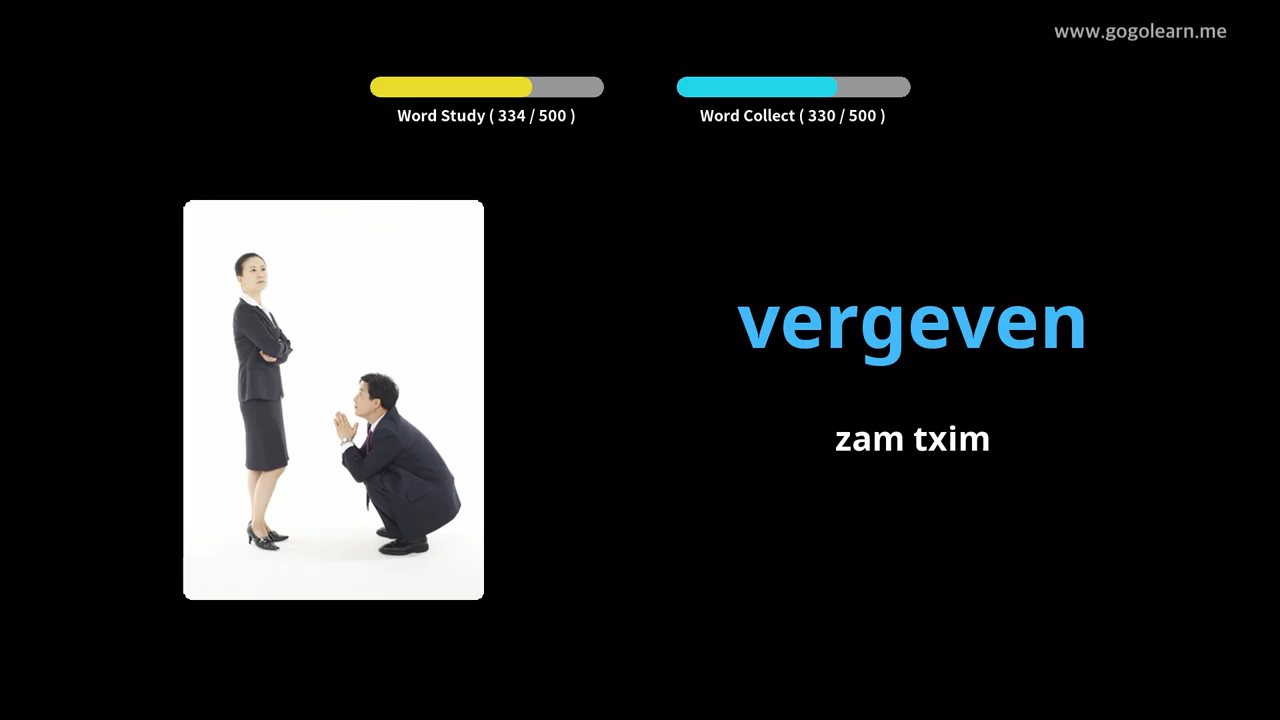 www.gogolearn.me
Word Study ( 334 / 500 )
Word Collect ( 330 / 500 )
vergeven
zam txim